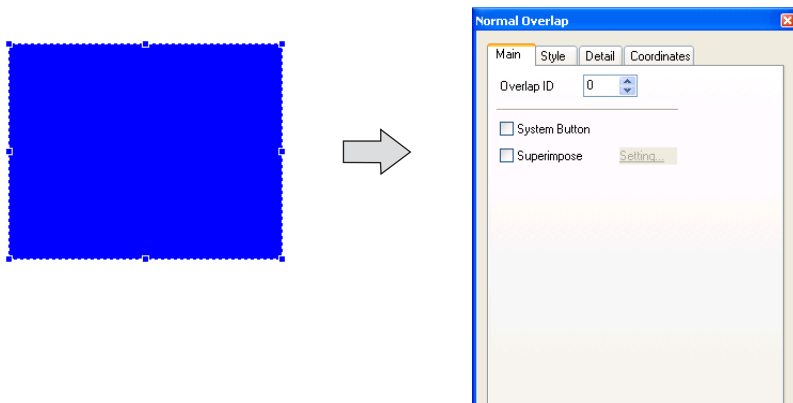 Normal Overlap
Main Style Detail Coordinates
Overlap ID 0
System Button
Superimpose Setting...